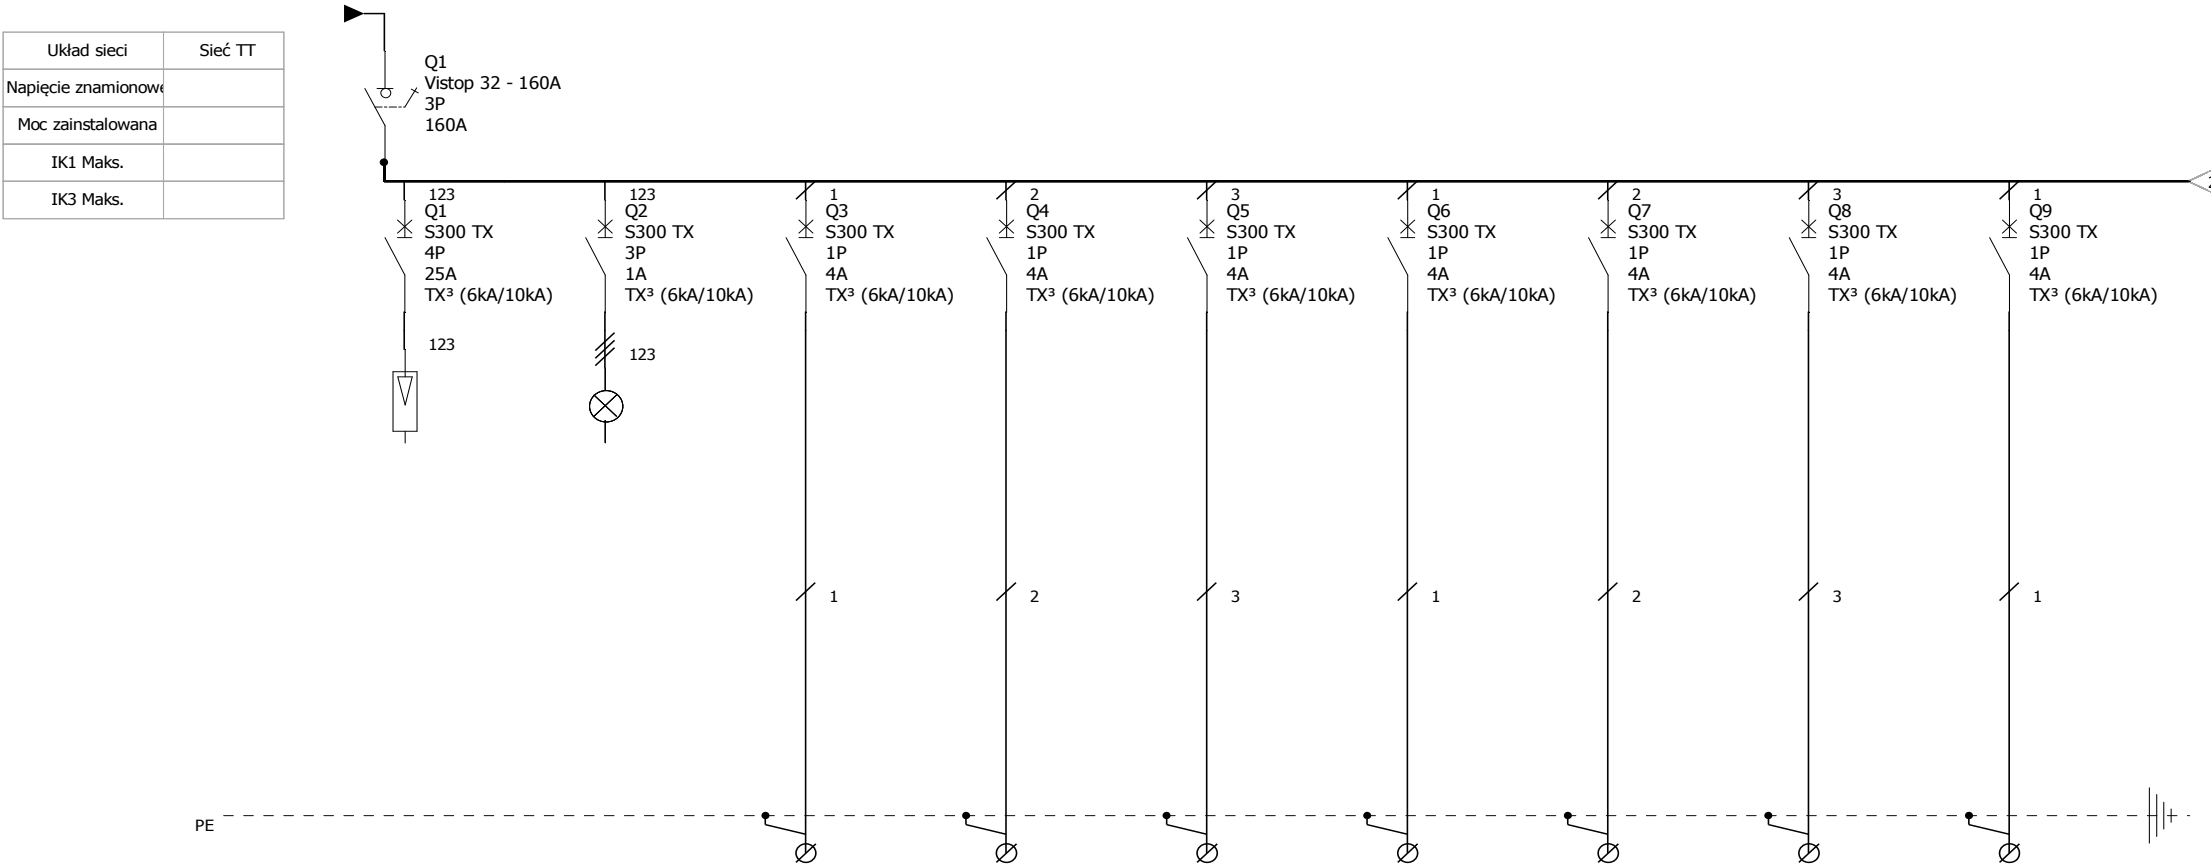 Układ sieci Sieć TT
Napięcie znamionowe
Moc zainstalowana
IK1 Maks.
IK3 Maks.
Q1
Vistop 32 - 160A
3P
160A
123
Q1
S300 TX
4P
25A
TX³ (6kA/10kA)
123
123
Q2
S300 TX
3P
1A
TX³ (6kA/10kA)
123
1
Q3
S300 TX
1P
4A
TX³ (6kA/10kA)
1
2
Q4
S300 TX
1P
4A
TX³ (6kA/10kA)
2
3
Q5
S300 TX
1P
4A
TX³ (6kA/10kA)
3
1
Q6
S300 TX
1P
4A
TX³ (6kA/10kA)
1
2
Q7
S300 TX
1P
4A
TX³ (6kA/10kA)
2
3
Q8
S300 TX
1P
4A
TX³ (6kA/10kA)
3
1
Q9
S300 TX
1P
4A
TX³ (6kA/10kA)
1
PE